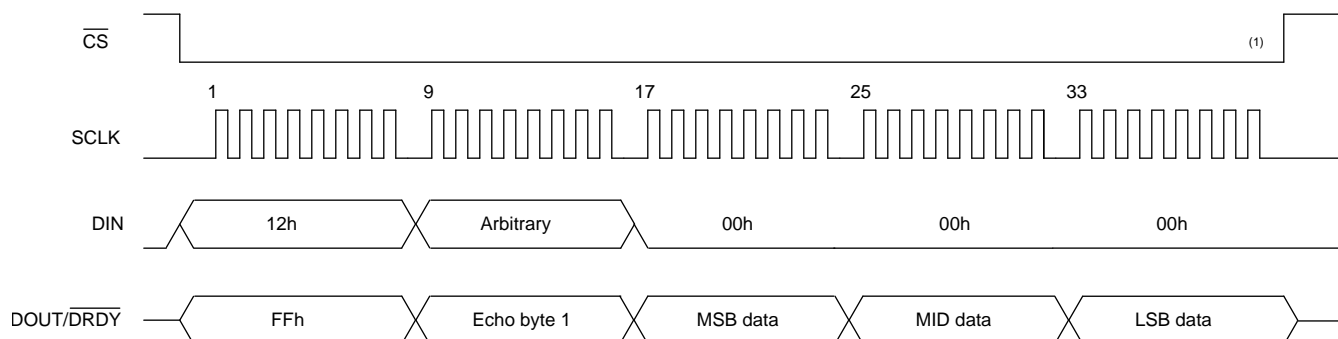 CS
(1)
1 9 17 25 33
SCLK
DIN 12h Arbitrary 00h 00h 00h
DOUT/DRDY FFh Echo byte 1 MSB data MID data LSB data